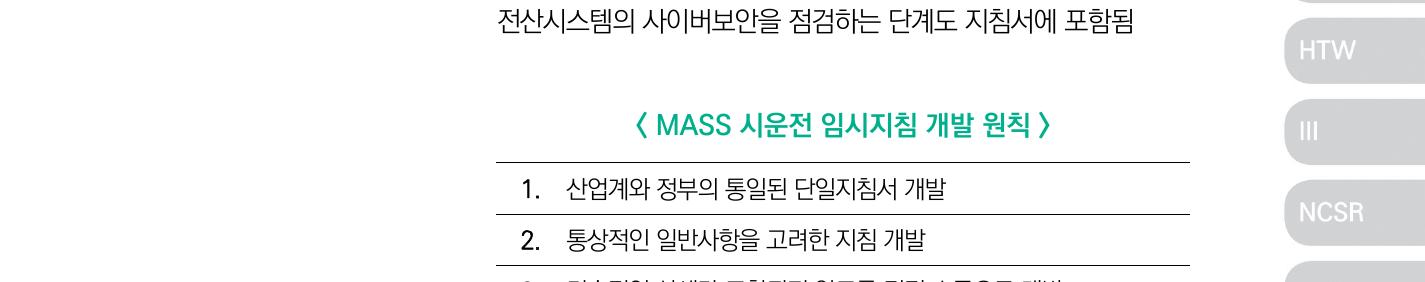 전산시스템의 사이버보안을 점검하는 단계도 지침서에 포함됨
HTW
〈 MASS 시운전 임시지침 개발 원칙 〉
III
1. 산업계와 정부의 통일된 단일지침서 개발
NCSR
2. 통상적인 일반사항을 고려한 지침 개발